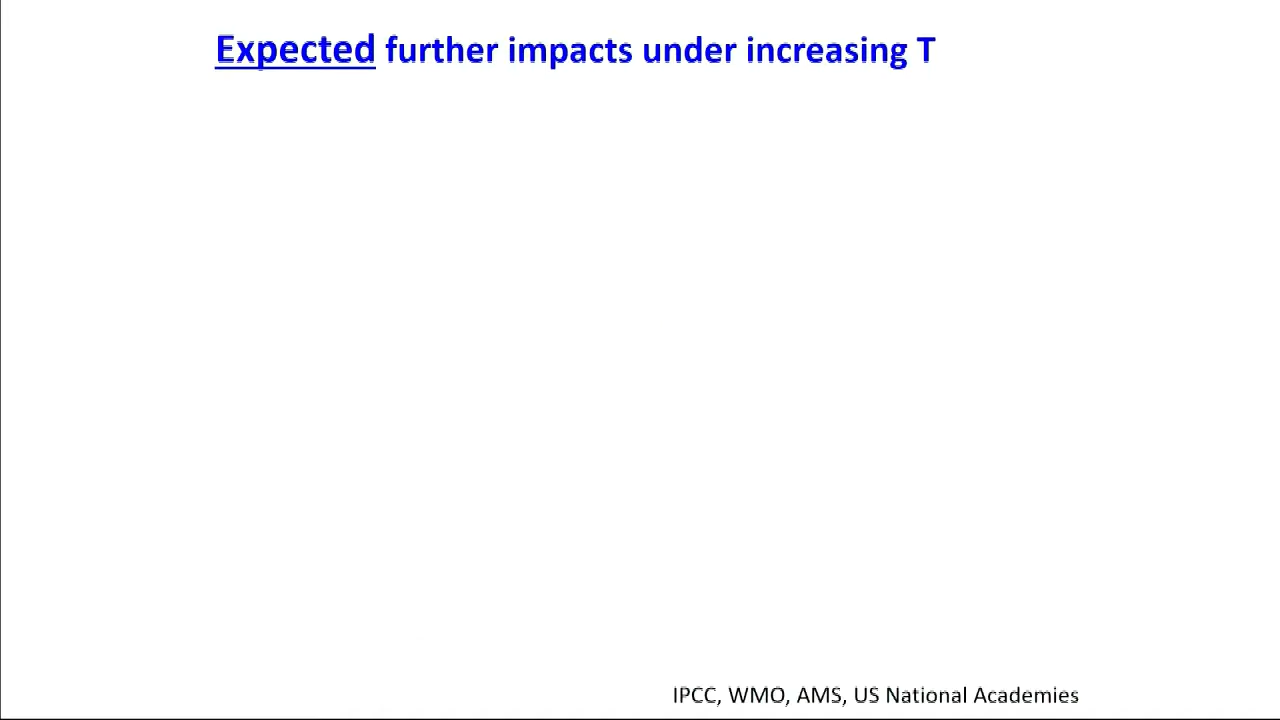 Expected further impacts under increasing T
IPCC, WMO, AMS, US National Academies